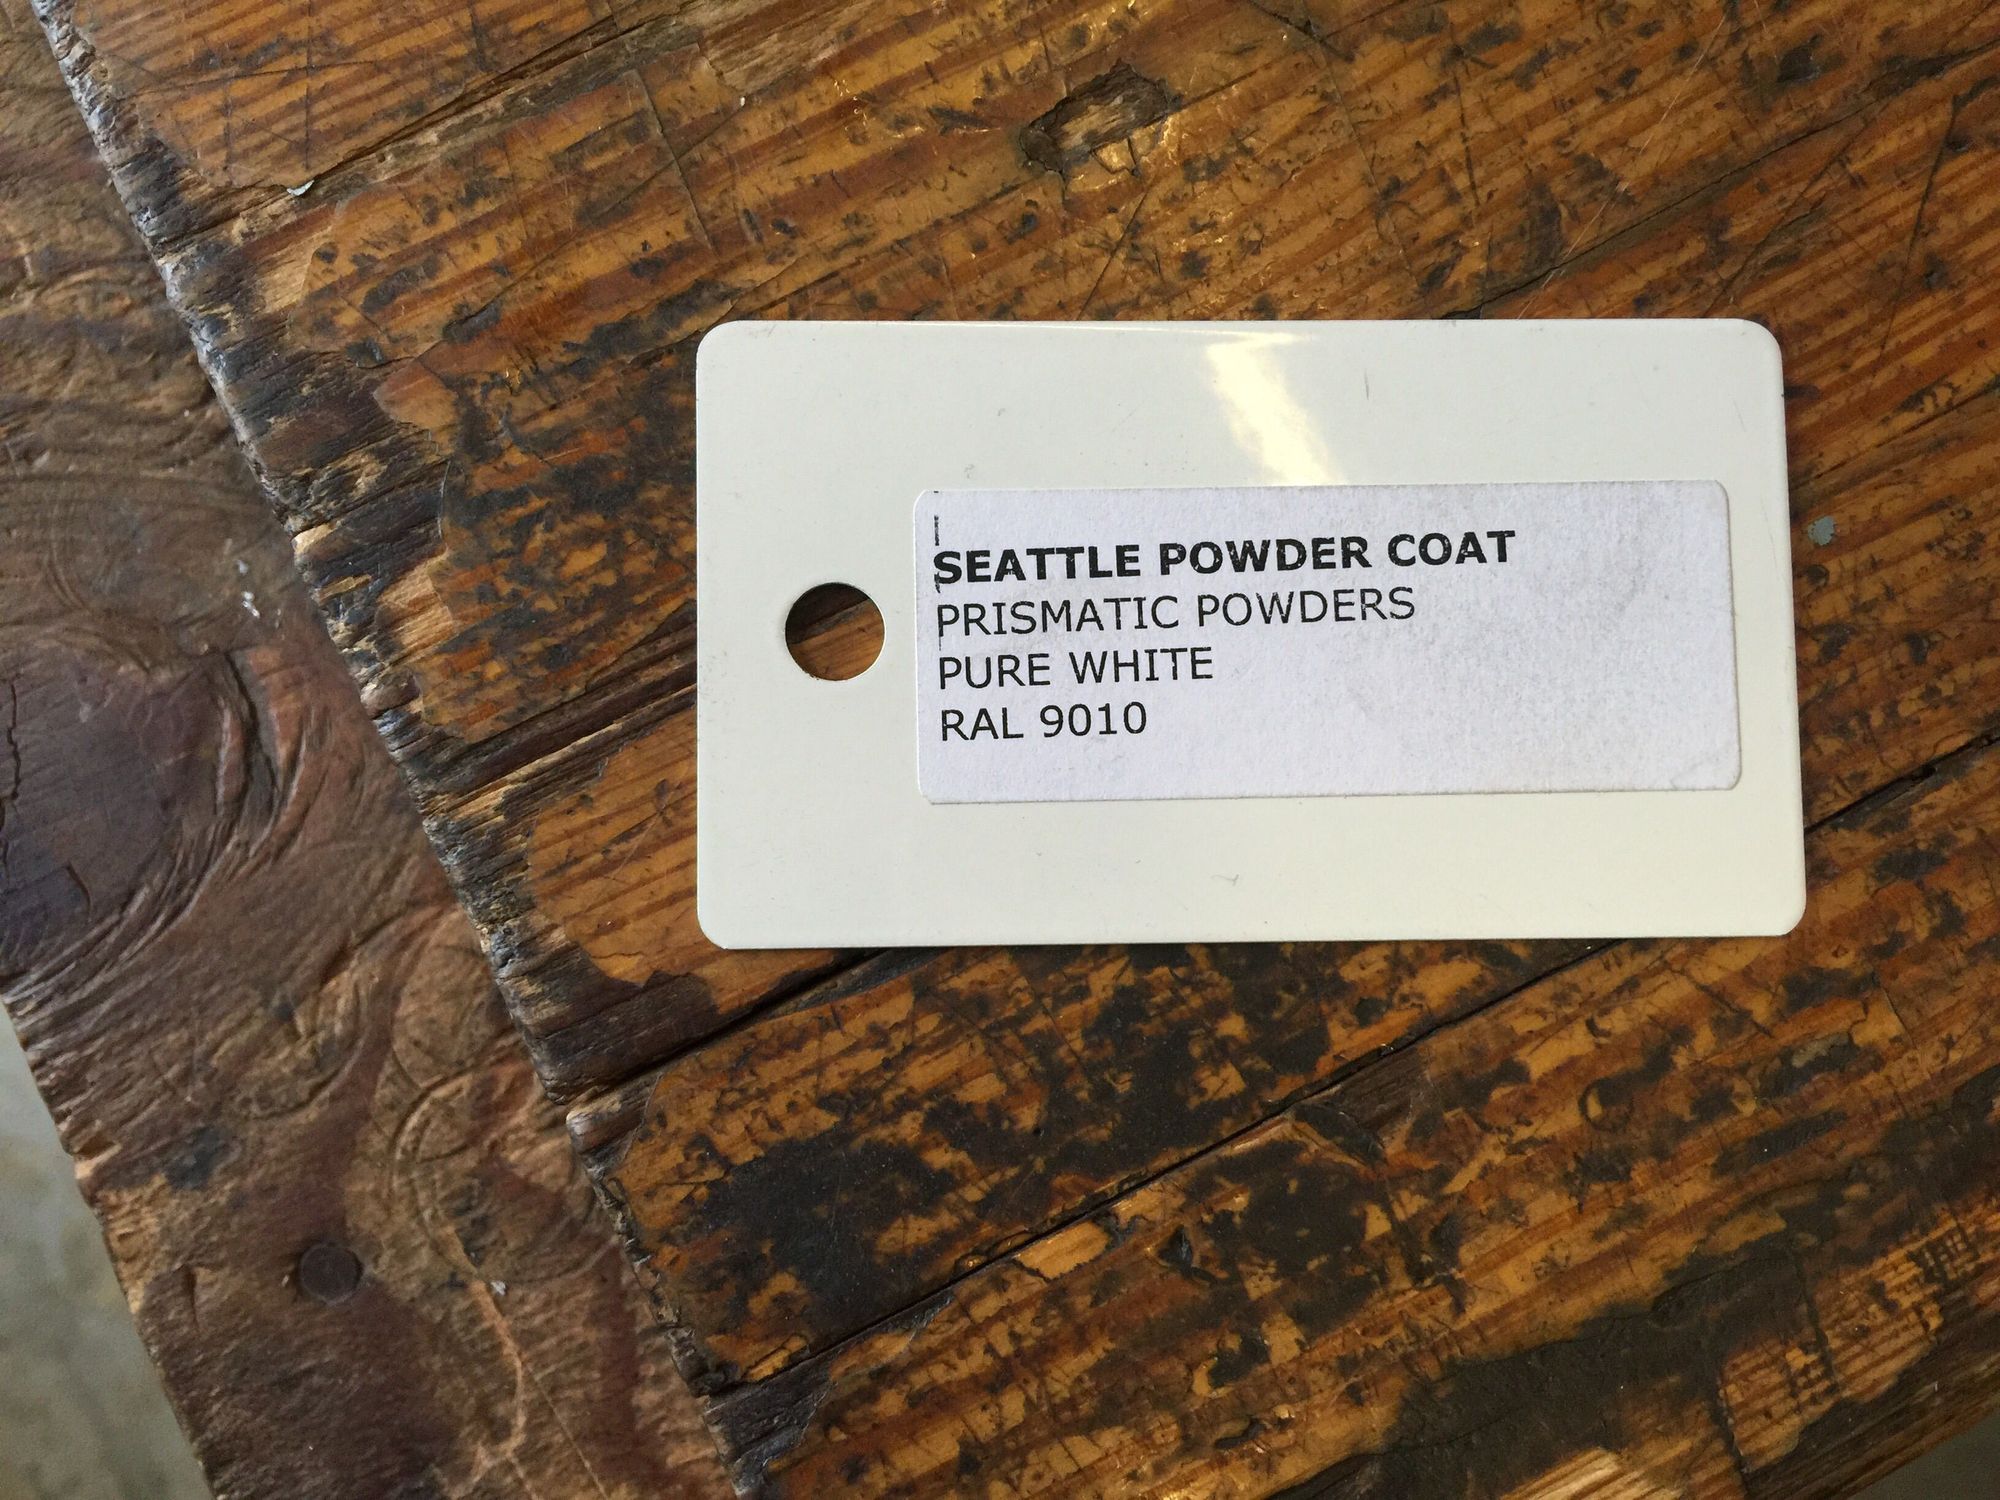 SEATTLE POWDER COAT
PRISMATIC POWDERS
PURE WHITE
RAL 9010